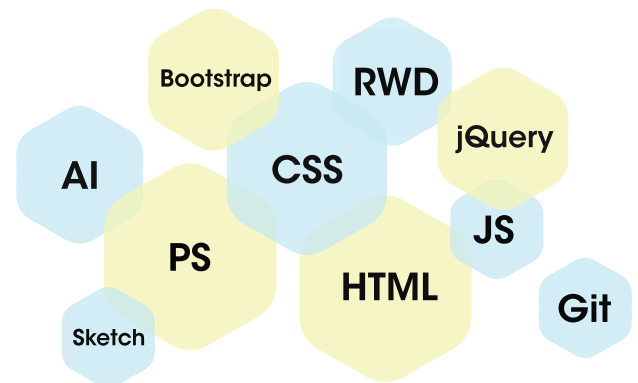 Bootstrap
RWD
jQuery
CSS
AI
JS
PS
HTML
Git
Sketch